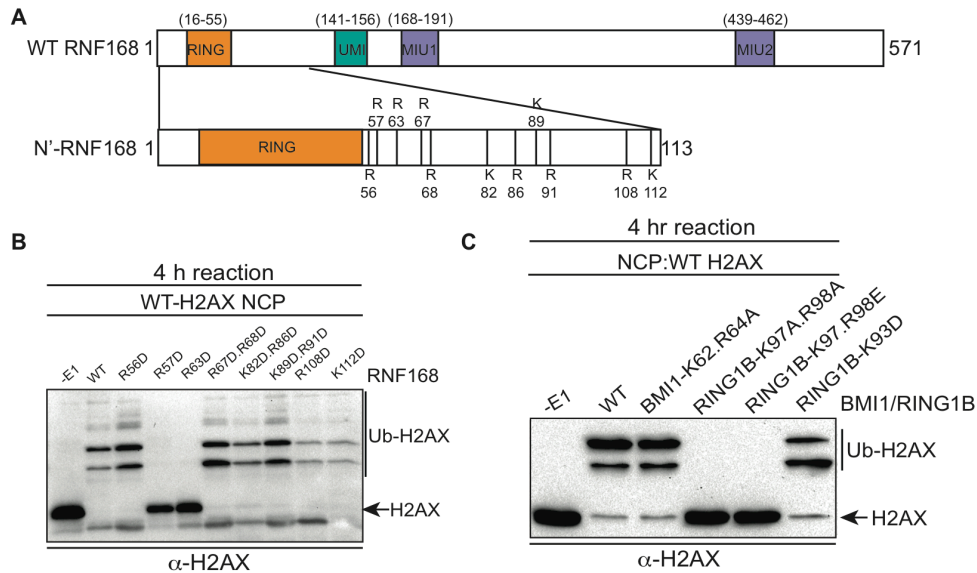 A
(16-55) (141-156) (168-191) (439-462)
WT RNF168 1 RING UMI MIU1 MIU2 571
R R R K
57 63 67 89
N'-RNF168 1 RING 113
R R K R R R K
56 68 82 86 91 108 112
B
4 h reaction
WT-H2AX NCP
-E1 WT R56D R57D R63D R67D.R68D K82D.R86D K89D.R91D R108D K112D RNF168
Ub-H2AX
H2AX
α-H2AX
C
4 hr reaction
NCP:WT H2AX
-E1 WT BMI1-K62.R64A RING1B-K97A.R98A RING1B-K97.R98E RING1B-K93D BMI1/RING1B
Ub-H2AX
H2AX
α-H2AX